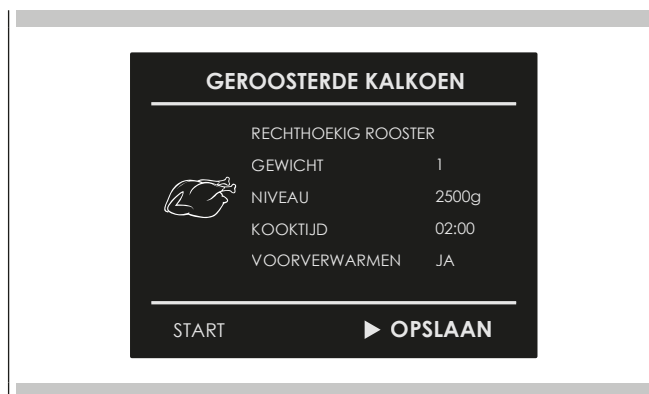 GEROOSTERDE KALKOEN
RECHTHOEKIG ROOSTER
GEWICHT 1
NIVEAU 2500g
KOOKTIJD 02:00
VOORVERWARMEN JA
START ▶ OPSLAAN